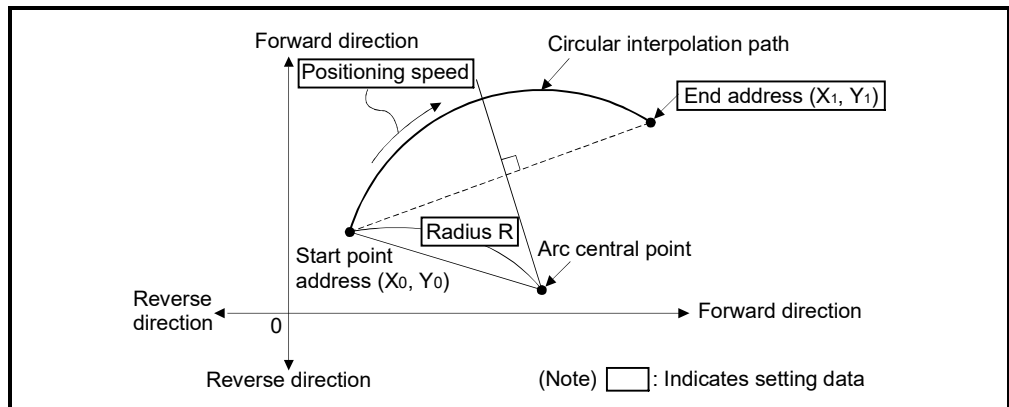 Forward direction
Circular interpolation path
Positioning speed
End address (X1, Y1)
Radius R
Arc central point
Start point
address (X0, Y0)
Reverse
direction
0
Forward direction
Reverse direction
(Note) : Indicates setting data